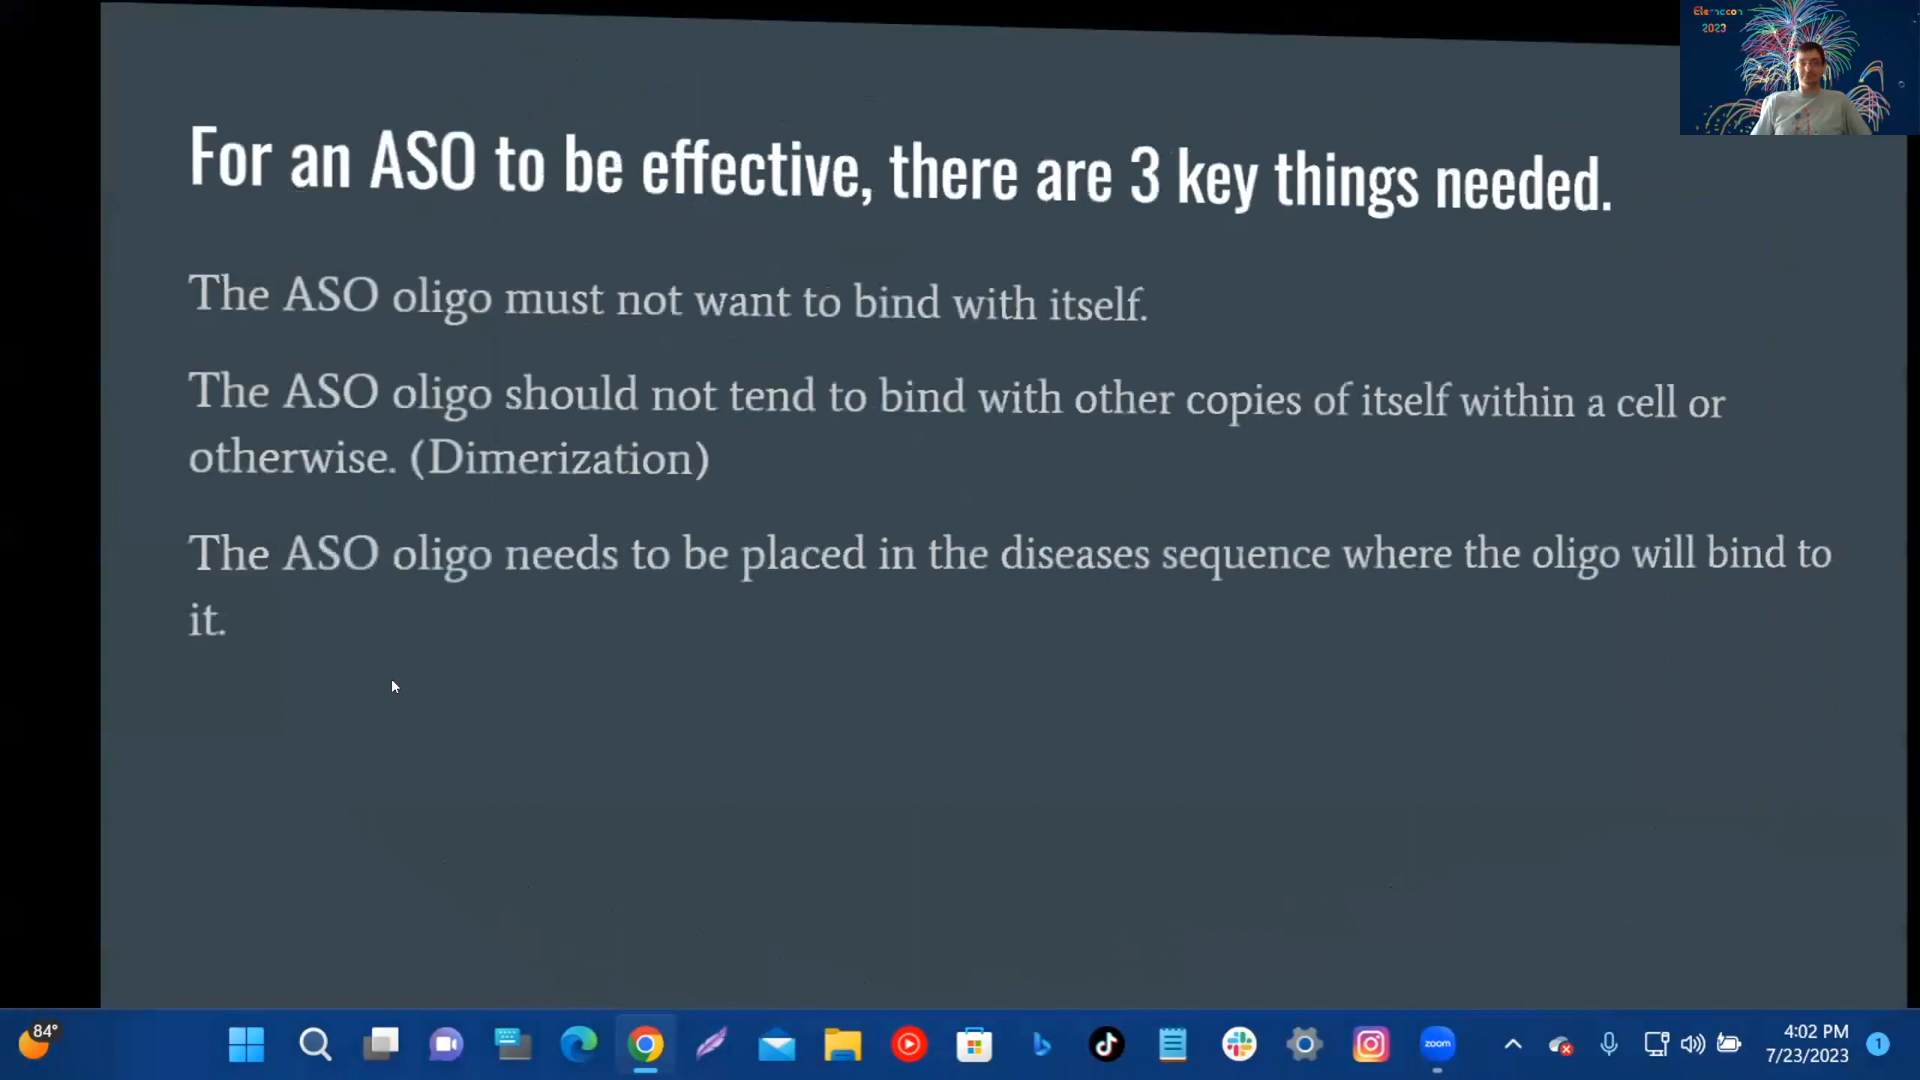 Elemacon
2023
For an ASO to be effective, there are 3 key things needed.
The ASO oligo must not want to bind with itself.
The ASO oligo should not tend to bind with other copies of itself within a cell or
otherwise. (Dimerization)
The ASO oligo needs to be placed in the diseases sequence where the oligo will bind to
it.
84°
zoom
4:02 PM
7/23/2023
1